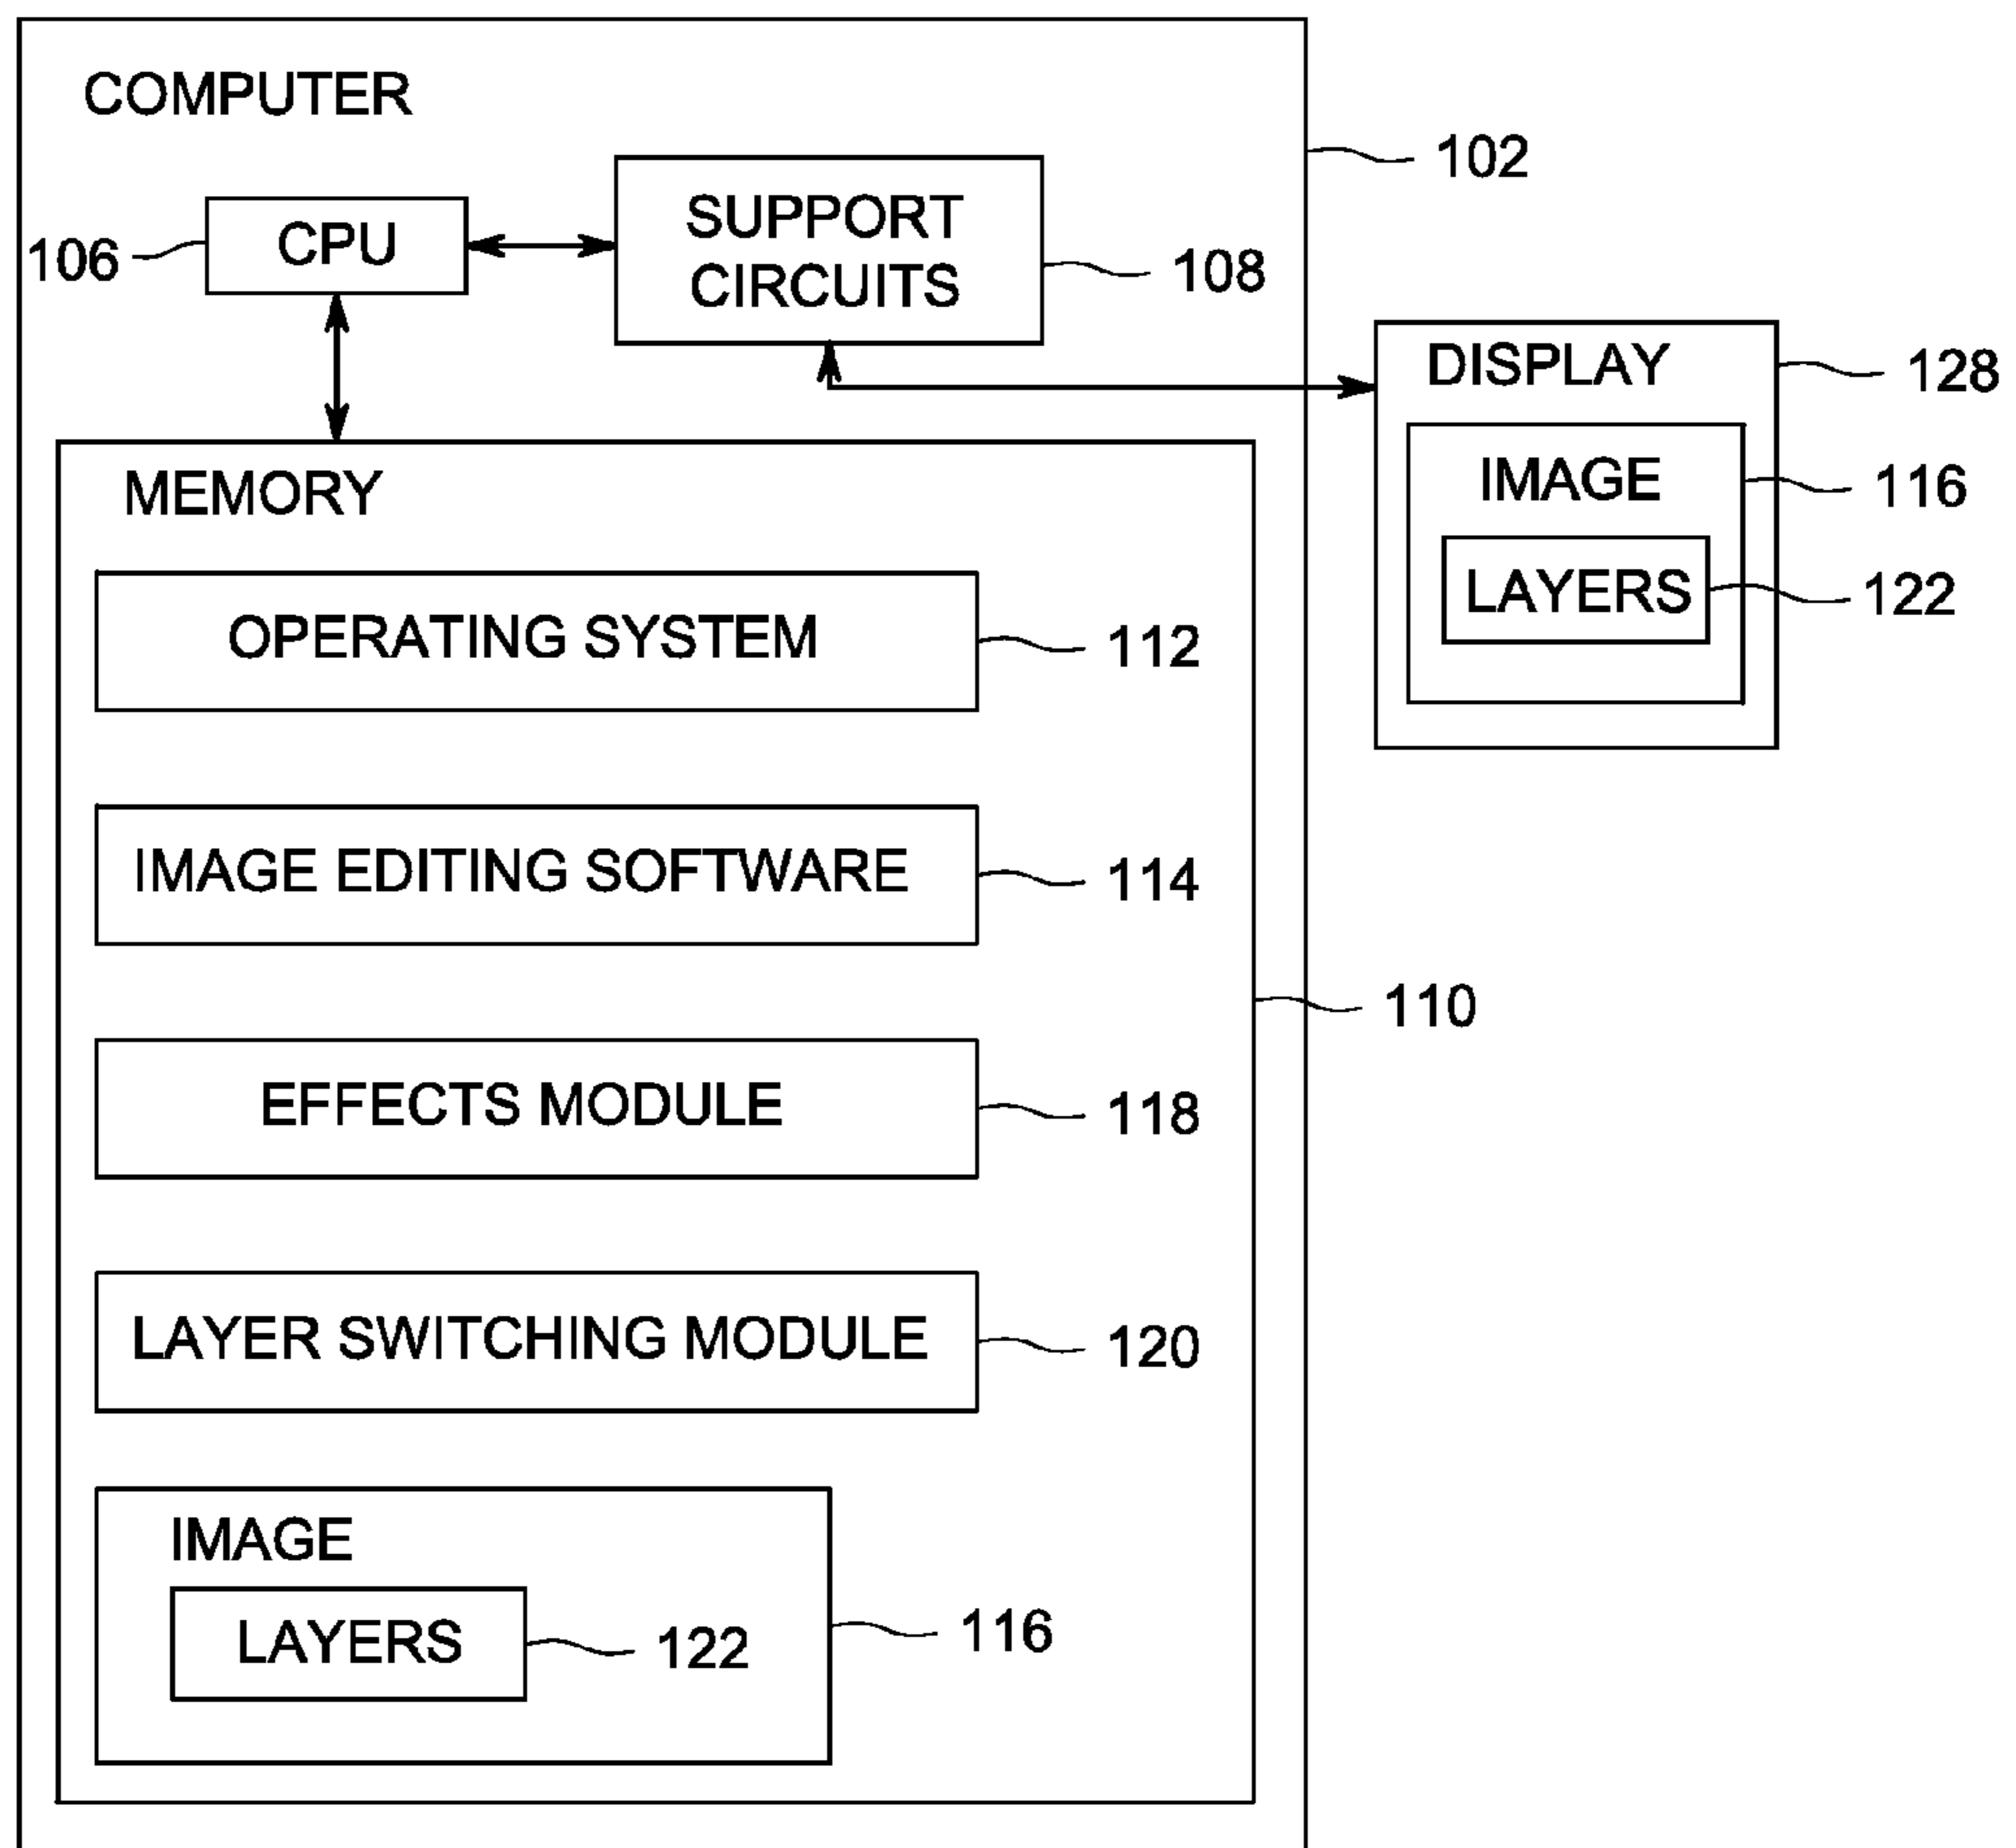 COMPUTER
102
SUPPORT
CIRCUITS
CPU
106
108
DISPLAY
128
IMAGE
116
LAYERS
122
MEMORY
OPERATING SYSTEM
112
IMAGE EDITING SOFTWARE
114
110
EFFECTS MODULE
118
LAYER SWITCHING MODULE
120
IMAGE
LAYERS
122
116